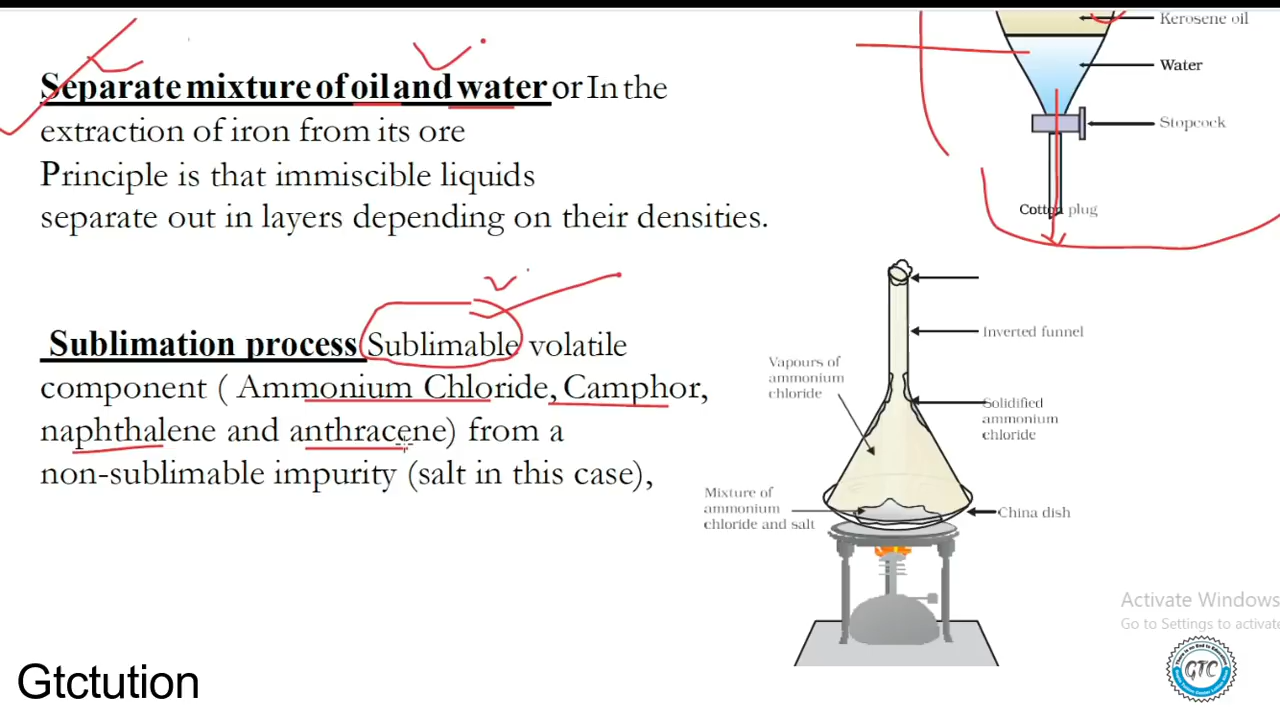 Kerosene oil
Separate mixture of oil and water or In the
extraction of iron from its ore
Principle is that immiscible liquids
separate out in layers depending on their densities.
Water
Stopcock
Cotton plug
Sublimation process Sublimable volatile
component ( Ammonium Chloride, Camphor,
naphthalene and anthracene) from a
non-sublimable impurity (salt in this case),
Inverted funnel
Vapours of
ammonium
chloride
Solidified
ammonium
chloride
Mixture of
ammonium
chloride and salt
China dish
Activate Windows
Go to Settings to activate
GTC
Gtctution